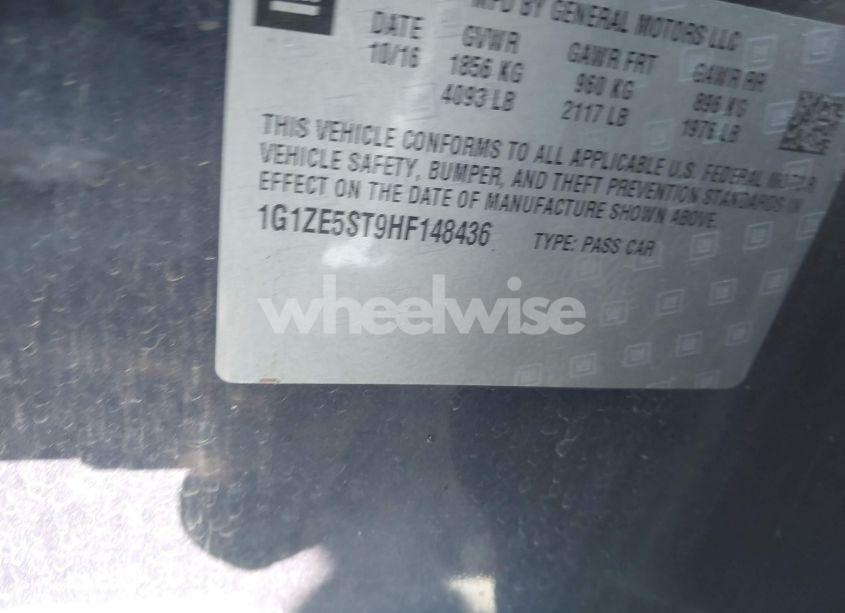 MFD BY GENERAL MOTORS LLC
DATE GVWR GAWR FRT GAWR RR
10/16 1856 KG 960 KG 896 KG
4093 LB 2117 LB 1976 LB
THIS VEHICLE CONFORMS TO ALL APPLICABLE U.S. FEDERAL MOTOR
VEHICLE SAFETY, BUMPER, AND THEFT PREVENTION STANDARDS IN
EFFECT ON THE DATE OF MANUFACTURE SHOWN ABOVE.
1G1ZE5ST9HF148436 TYPE: PASS CAR
wheelwise